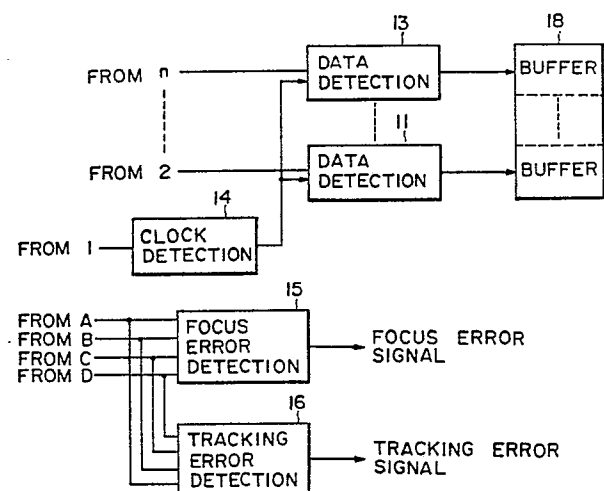 13
18
FROM n
DATA
DETECTION
BUFFER
11
FROM 2
DATA
DETECTION
BUFFER
14
FROM 1
CLOCK
DETECTION
15
FROM A
FROM B
FROM C
FROM D
FOCUS
ERROR
DETECTION
FOCUS ERROR
SIGNAL
16
TRACKING
ERROR
DETECTION
TRACKING ERROR
SIGNAL